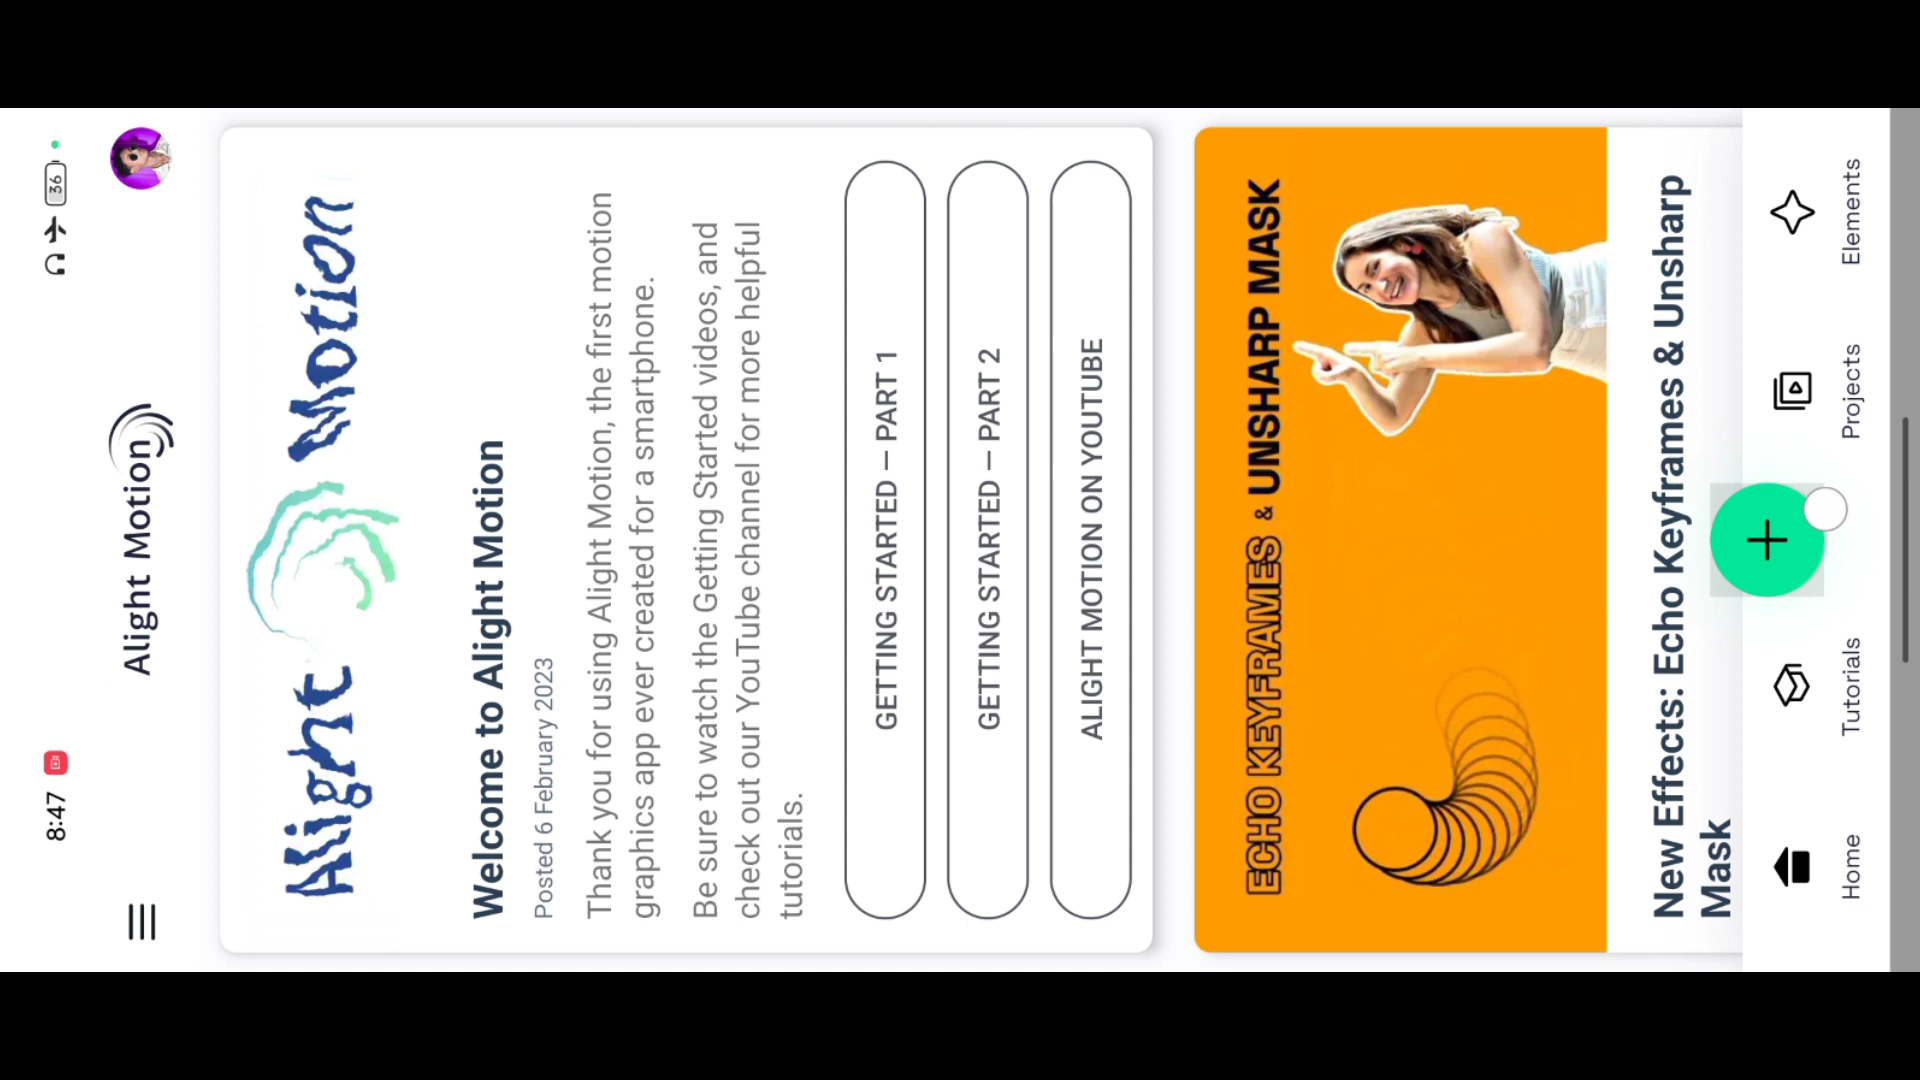 8:47
36
Alight Motion
Alight Motion
Welcome to Alight Motion
Posted 6 February 2023
Thank you for using Alight Motion, the first motion
graphics app ever created for a smartphone.
Be sure to watch the Getting Started videos, and
check out our YouTube channel for more helpful
tutorials.
GETTING STARTED – PART 1
GETTING STARTED – PART 2
ALIGHT MOTION ON YOUTUBE
ECHO KEYFRAMES & UNSHARP MASK
New Effects: Echo Keyframes & Unsharp
Mask
Home
Tutorials
Projects
Elements